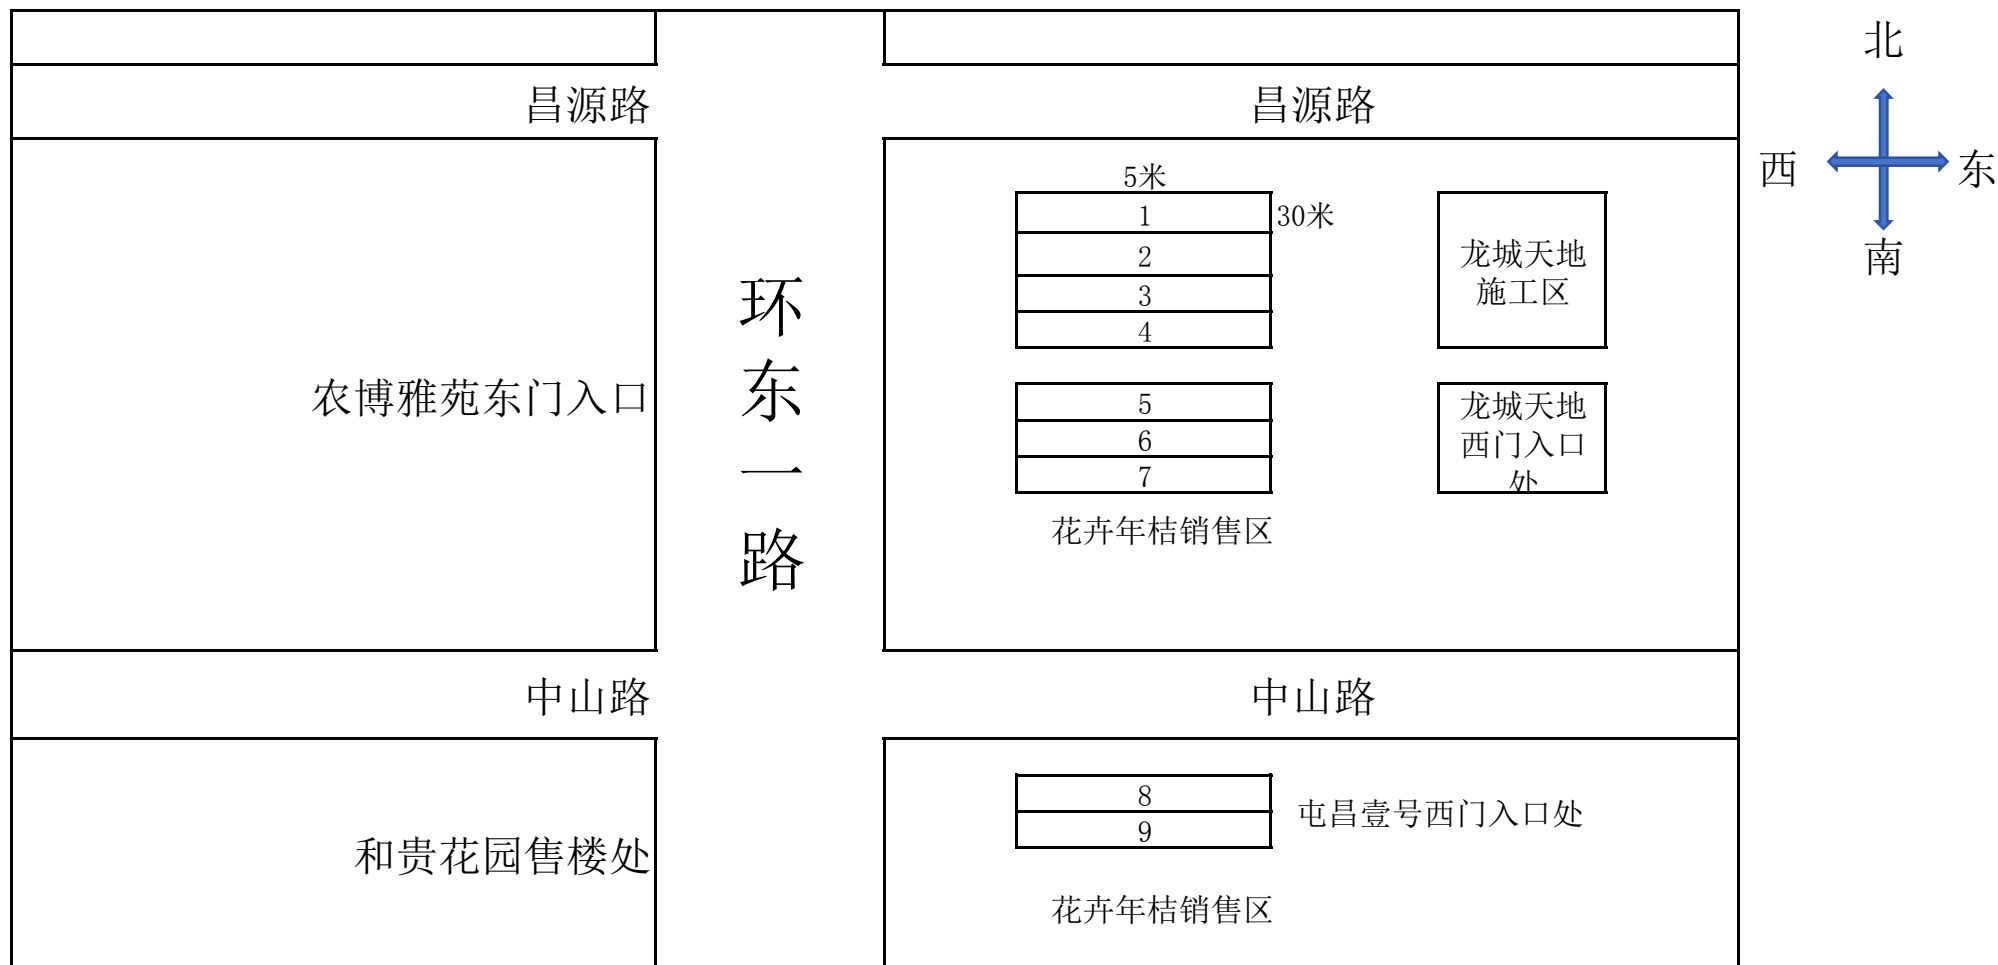 北
昌源路
昌源路
西
东
5米
1
30米
南
2
龙城天地
施工区
3
4
环
东
一
路
农博雅苑东门入口
5
龙城天地
6
西门入口
7
处
花卉年桔销售区
中山路
中山路
8
屯昌壹号西门入口处
9
和贵花园售楼处
花卉年桔销售区